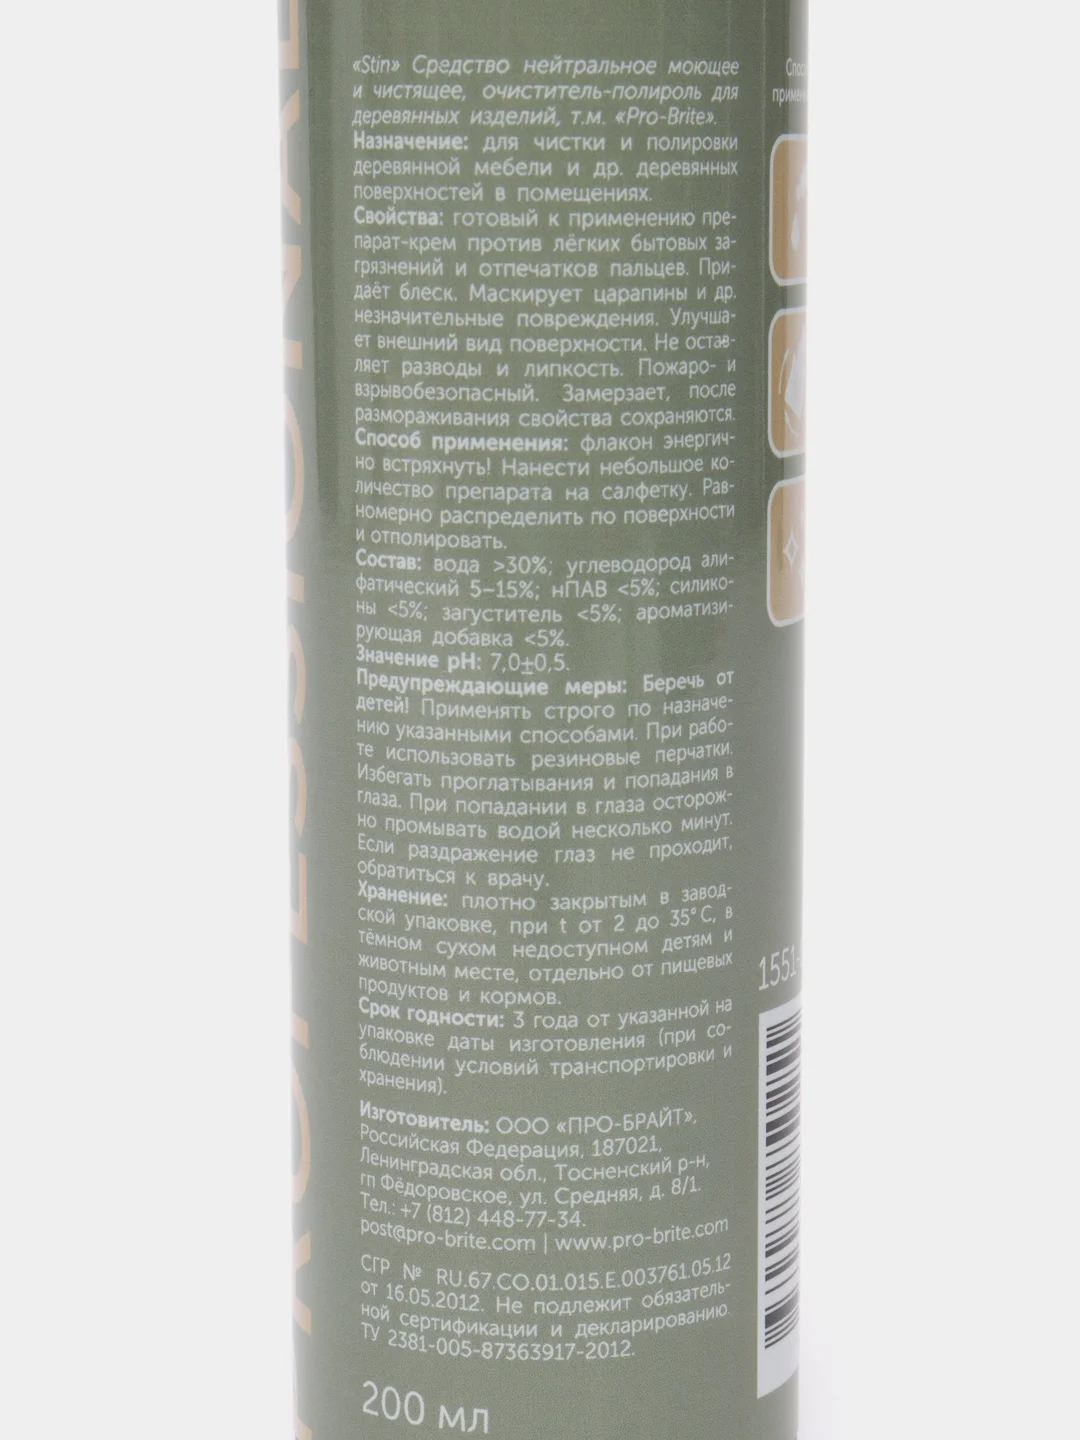 «Stin» Средство нейтральное моющее
и чистящее, очиститель-полироль для
деревянных изделий, т.м. «Pro-Brite».
Назначение: для чистки и полировки
деревянной мебели и др. деревянных
поверхностей в помещениях.
Свойства: готовый к применению пре-
парат-крем против лёгких бытовых за-
грязнений и отпечатков пальцев. При-
даёт блеск. Маскирует царапины и др.
незначительные повреждения. Улучша-
ет внешний вид поверхности. Не остав-
ляет разводы и липкость. Пожаро- и
взрывобезопасный. Замерзает, после
размораживания свойства сохраняются.
Способ применения: флакон энергич-
но встряхнуть! Нанести небольшое ко-
личество препарата на салфетку. Рав-
номерно распределить по поверхности
и отполировать.
Состав: вода >30%; углеводород али-
фатический 5–15%; нПАВ <5%; силико-
ны <5%; загуститель <5%; ароматизи-
рующая добавка <5%.
Значение pH: 7,0±0,5.
Предупреждающие меры: Беречь от
детей! Применять строго по назначе-
нию указанными способами. При рабо-
те использовать резиновые перчатки.
Избегать проглатывания и попадания в
глаза. При попадании в глаза осторож-
но промывать водой несколько минут.
Если раздражение глаз не проходит,
обратиться к врачу.
Хранение: плотно закрытым в завод-
ской упаковке, при t от 2 до 35°C, в
тёмном сухом недоступном детям и
животным месте, отдельно от пищевых
продуктов и кормов.
Срок годности: 3 года от указанной на
упаковке даты изготовления (при со-
блюдении условий транспортировки и
хранения).
Изготовитель: ООО «ПРО-БРАЙТ»,
Российская Федерация, 187021,
Ленинградская обл., Тосненский р-н,
гп Фёдоровское, ул. Средняя, д. 8/1.
Тел.: +7 (812) 448-77-34.
post@pro-brite.com | www.pro-brite.com
СГР № RU.67.CO.01.015.E.003761.05.12
от 16.05.2012. Не подлежит обязатель-
ной сертификации и декларированию.
ТУ 2381-005-87363917-2012.
200 мл
1551-